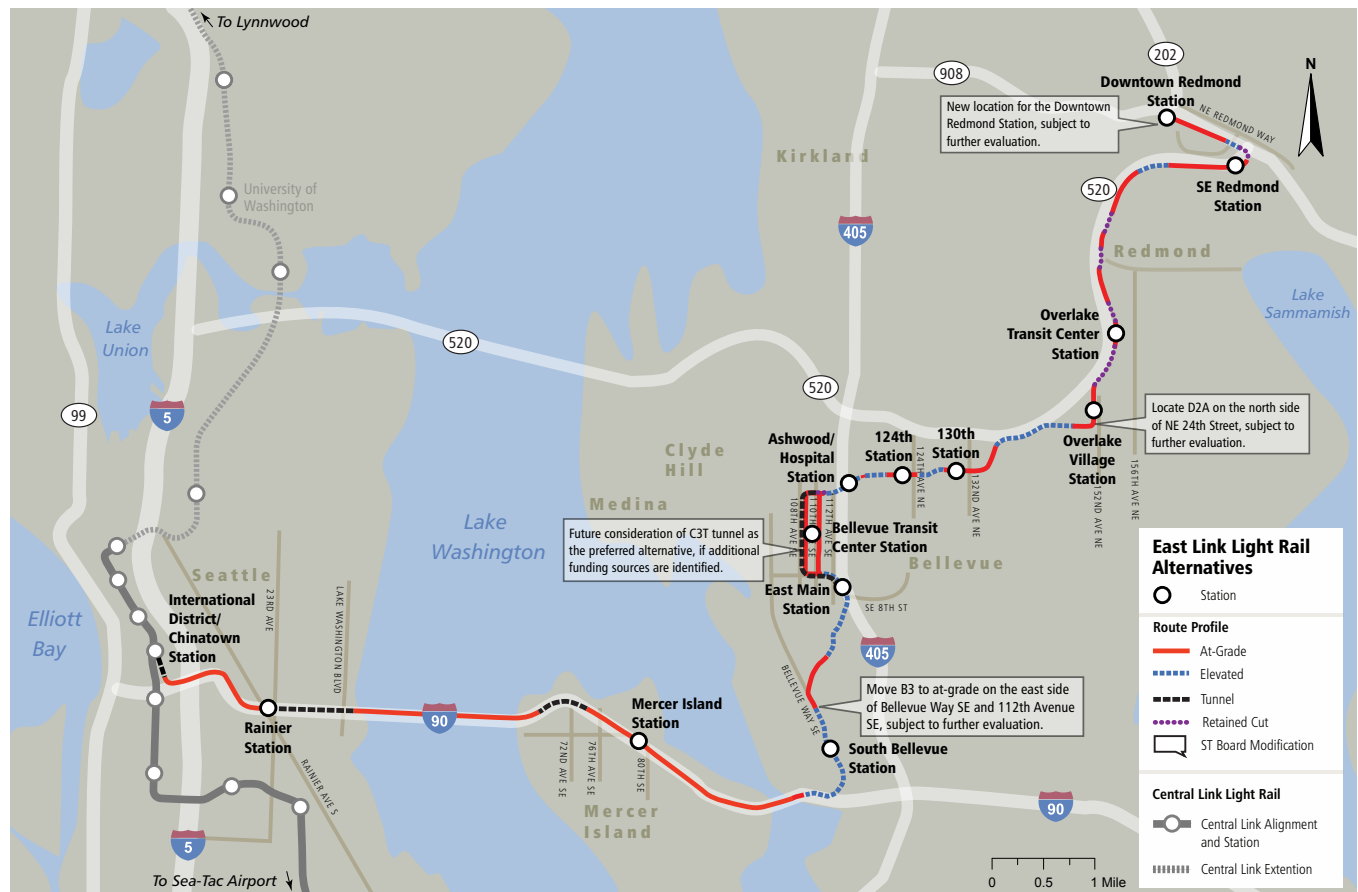 To Lynnwood
202
908
Downtown Redmond
Station
N
New location for the Downtown
Redmond Station, subject to
further evaluation.
NE REDMOND WAY
Kirkland
University of
Washington
520
SE Redmond
Station
405
Redmond
Lake
Sammamish
Lake
Union
Overlake
Transit Center
Station
520
520
99
5
Locate D2A on the north side
of NE 24th Street, subject to
further evaluation.
Ashwood/
Hospital
Station
124th
Station
130th
Station
Clyde
Hill
Overlake
Village
Station
124TH AVE NE
132ND AVE NE
152ND AVE NE
156TH AVE NE
Medina
108TH AVE NE
110TH
SE
112TH AVE SE
Lake
Washington
Future consideration of C3T tunnel as
the preferred alternative, if additional
funding sources are identified.
Bellevue Transit
Center Station
Bellevue
East Main
Station
SE 8TH ST
Seattle
23RD AVE
LAKE WASHINGTON BLVD
International
District/
Chinatown
Station
Elliott
Bay
405
BELLEVUE WAY SE
Move B3 to at-grade on the east side
of Bellevue Way SE and 112th Avenue
SE, subject to further evaluation.
Mercer Island
Station
90
Rainier
Station
South Bellevue
Station
72ND AVE SE
76TH AVE SE
80TH SE
RAINIER AVE S
Mercer
Island
90
5
To Sea-Tac Airport
0 0.5 1 Mile
East Link Light Rail
Alternatives
Station
Route Profile
At-Grade
Elevated
Tunnel
Retained Cut
ST Board Modification
Central Link Light Rail
Central Link Alignment
and Station
Central Link Extention